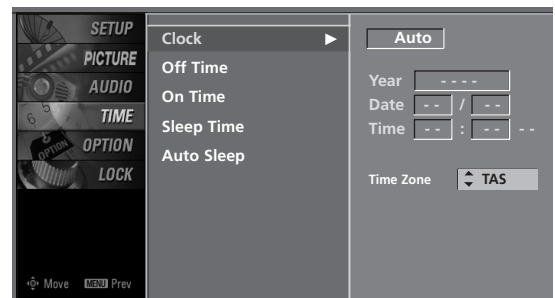 SETUP
PICTURE
AUDIO
TIME
OPTION
LOCK
Move MENU Prev
Clock
Off Time
On Time
Sleep Time
Auto Sleep
Auto
Year - - - -
Date - - / - -
Time - - : - - - -
Time Zone TAS